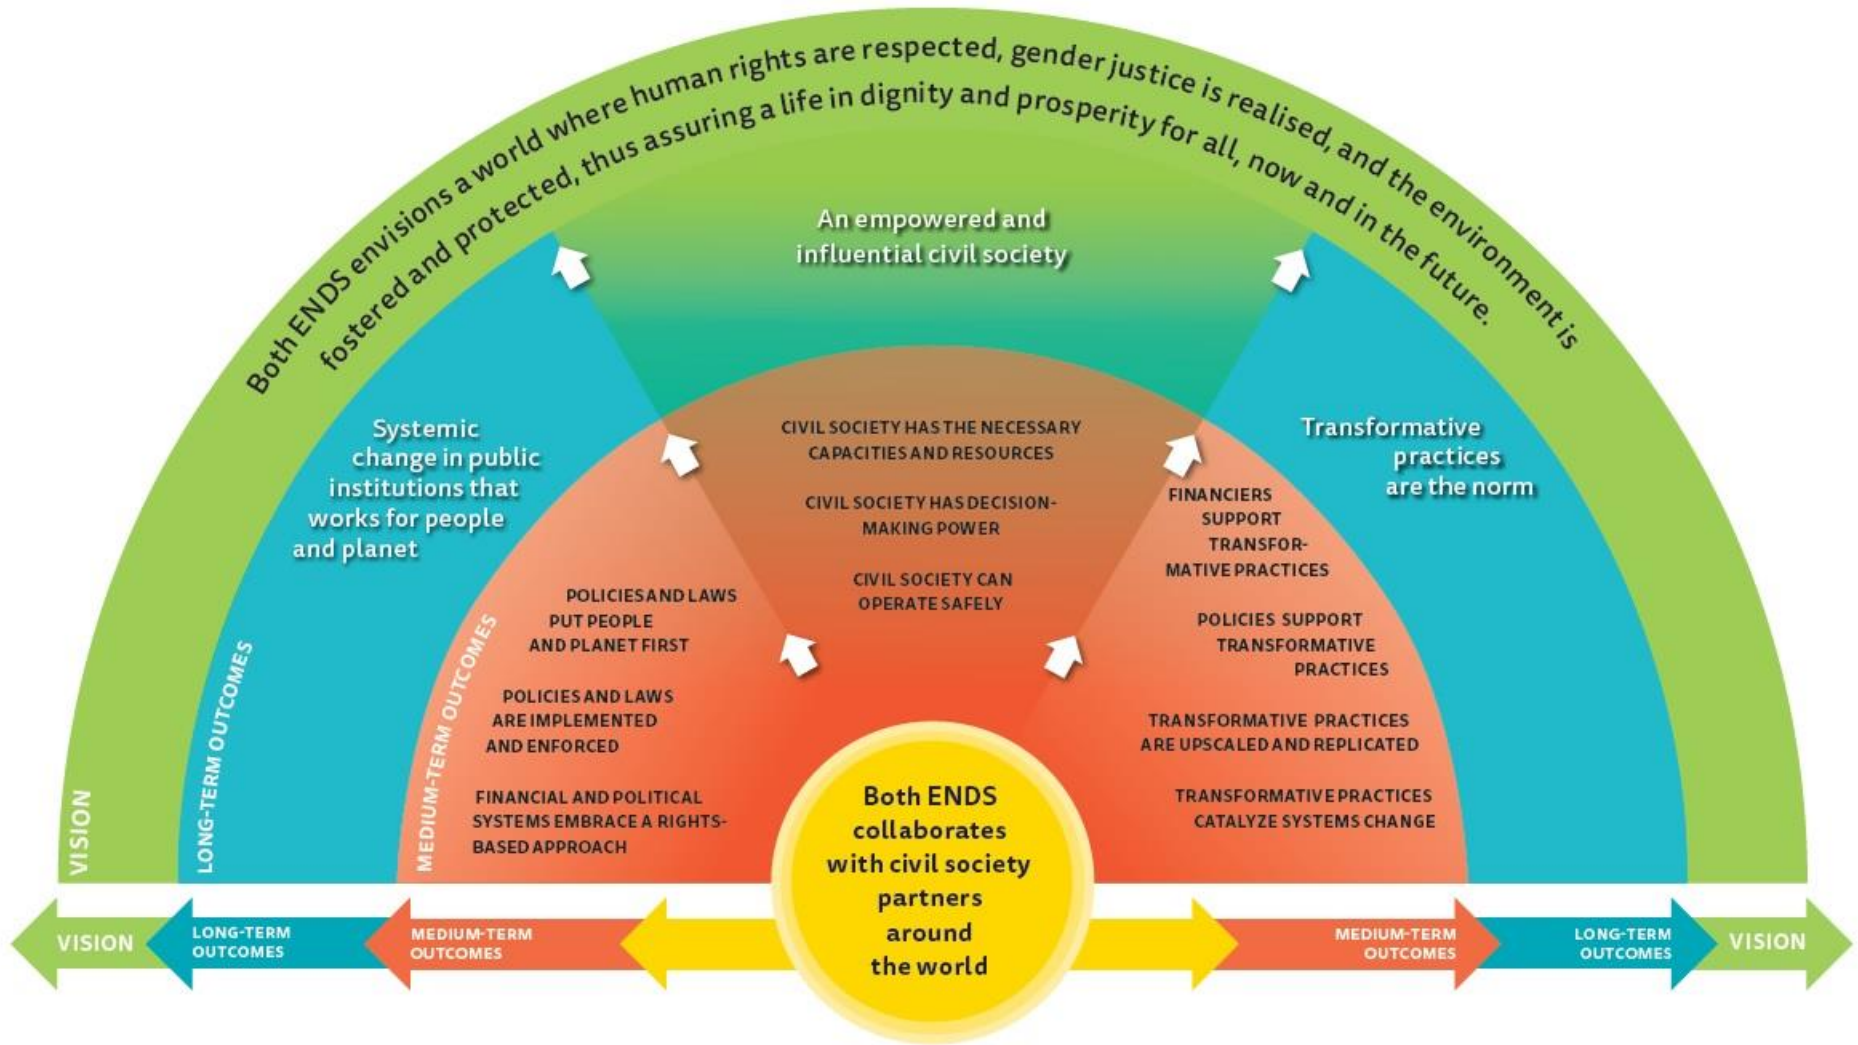 Both ENDS envisions a world where human rights are respected, gender justice is realised, and the environment is
fostered and protected, thus assuring a life in dignity and prosperity for all, now and in the future.
An empowered and
influential civil society
Systemic
change in public
institutions that
works for people
and planet
Transformative
practices
are the norm
CIVIL SOCIETY HAS THE NECESSARY
CAPACITIES AND RESOURCES
CIVIL SOCIETY HAS DECISION-
MAKING POWER
CIVIL SOCIETY CAN
OPERATE SAFELY
POLICIES AND LAWS
PUT PEOPLE
AND PLANET FIRST
POLICIES AND LAWS
ARE IMPLEMENTED
AND ENFORCED
FINANCIAL AND POLITICAL
SYSTEMS EMBRACE A RIGHTS-
BASED APPROACH
FINANCIERS
SUPPORT
TRANSFOR-
MATIVE PRACTICES
POLICIES SUPPORT
TRANSFORMATIVE
PRACTICES
TRANSFORMATIVE PRACTICES
ARE UPSCALED AND REPLICATED
TRANSFORMATIVE PRACTICES
CATALYZE SYSTEMS CHANGE
VISION
LONG-TERM OUTCOMES
MEDIUM-TERM OUTCOMES
Both ENDS
collaborates
with civil society
partners
around
the world
VISION
LONG-TERM
OUTCOMES
MEDIUM-TERM
OUTCOMES
MEDIUM-TERM
OUTCOMES
LONG-TERM
OUTCOMES
VISION